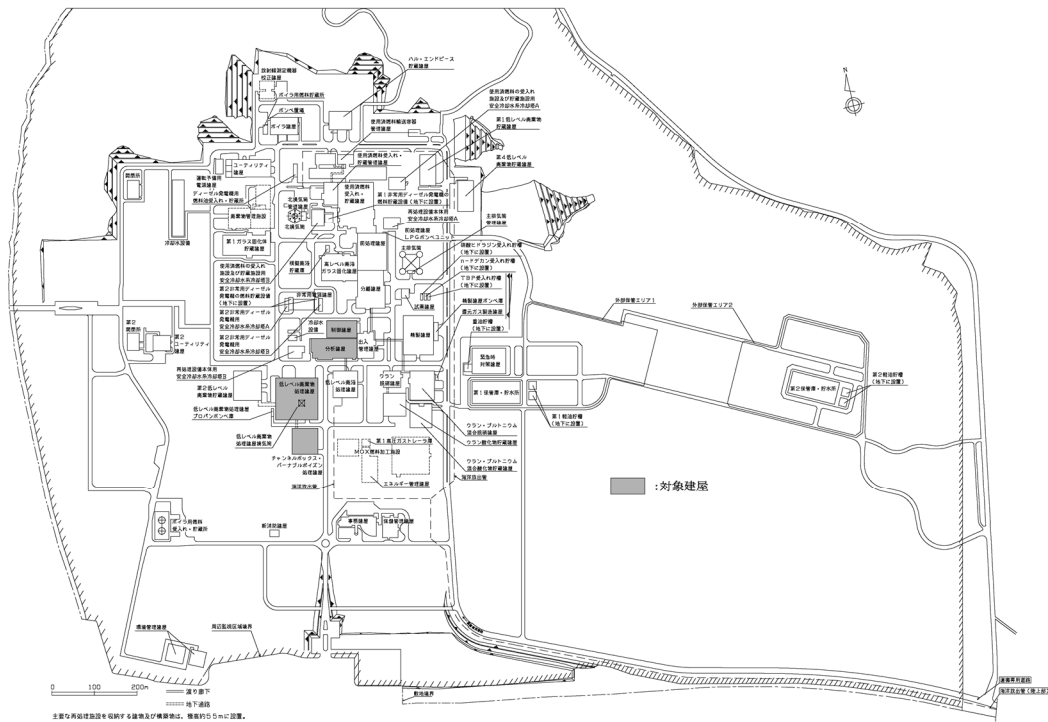 放射線測定機器
校正建屋
ボイラ用燃料貯蔵所
ボンベ置場
ボイラ建屋
ハル・エンドピース
貯蔵建屋
使用済燃料の受入れ
施設及び貯蔵施設用
安全冷却水系冷却塔A
使用済燃料輸送容器
管理建屋
第1低レベル廃棄物
貯蔵建屋
使用済燃料受入れ・
貯蔵管理建屋
第4低レベル
廃棄物貯蔵建屋
N
開閉所
ユーティリティ
建屋
運転予備用
電源建屋
ディーゼル発電機用
燃料油受入れ・貯蔵所
使用済燃料
受入れ・
貯蔵建屋
第1非常用ディーゼル発電機の
燃料貯蔵設備(地下に設置)
北換気筒
管理建屋
北換気筒
廃棄物管理施設
再処理設備本体用
安全冷却水系冷却塔A
主排気筒
管理建屋
冷却水設備
第1ガラス固化体
貯蔵建屋
前処理建屋
前処理建屋
LPGボンベユニット
主排気筒
硝酸ヒドラジン受入れ貯槽
(地下に設置)
n-ドデカン受入れ貯槽
(地下に設置)
TBP受入れ貯槽
(地下に設置)
模擬廃液
貯蔵庫
高レベル廃液
ガラス固化建屋
使用済燃料の受入れ
施設及び貯蔵施設用
安全冷却水系冷却塔B
第2非常用ディーゼル
発電機の燃料貯蔵設備
(地下に設置)
分離建屋
試薬建屋
非常用電源建屋
精製建屋ボンベ庫
還元ガス製造建屋
重油貯槽
(地下に設置)
外部保管エリア1
外部保管エリア2
第2非常用ディーゼル
発電機用
安全冷却水系冷却塔A
第2非常用ディーゼル
発電機用
安全冷却水系冷却塔B
冷却水
設備
制御建屋
分析建屋
出入
管理建屋
精製建屋
第2
開閉所
第2
ユーティリティ
建屋
緊急時
対策建屋
再処理設備本体用
安全冷却水系冷却塔B
第2低レベル
廃棄物貯蔵建屋
低レベル廃棄物
処理建屋
低レベル廃液
処理建屋
ウラン
脱硝建屋
第1保管庫・貯水所
第2保管庫・貯水所
第2軽油貯槽
(地下に設置)
低レベル廃棄物処理建屋
プロパンボンベ庫
第1軽油貯槽
(地下に設置)
低レベル廃棄物
処理建屋換気筒
ウラン・プルトニウム
混合脱硝建屋
ウラン酸化物貯蔵建屋
第1高圧ガストレーラ庫
MOX燃料加工施設
チャンネルボックス・
バーナブルポイズン
処理建屋
ウラン・プルトニウム
混合酸化物貯蔵建屋
海洋放出管
エネルギー管理建屋
海洋放出管
:対象建屋
ボイラ用燃料
受入れ・貯蔵所
新消防建屋
事務建屋
保健管理建屋
環境管理建屋
周辺監視区域境界
敷地境界
運搬専用道路
海洋放出管(陸上部)
0 100 200m
渡り廊下
地下通路
主要な再処理施設を収納する建物及び構築物は、標高約55mに設置。